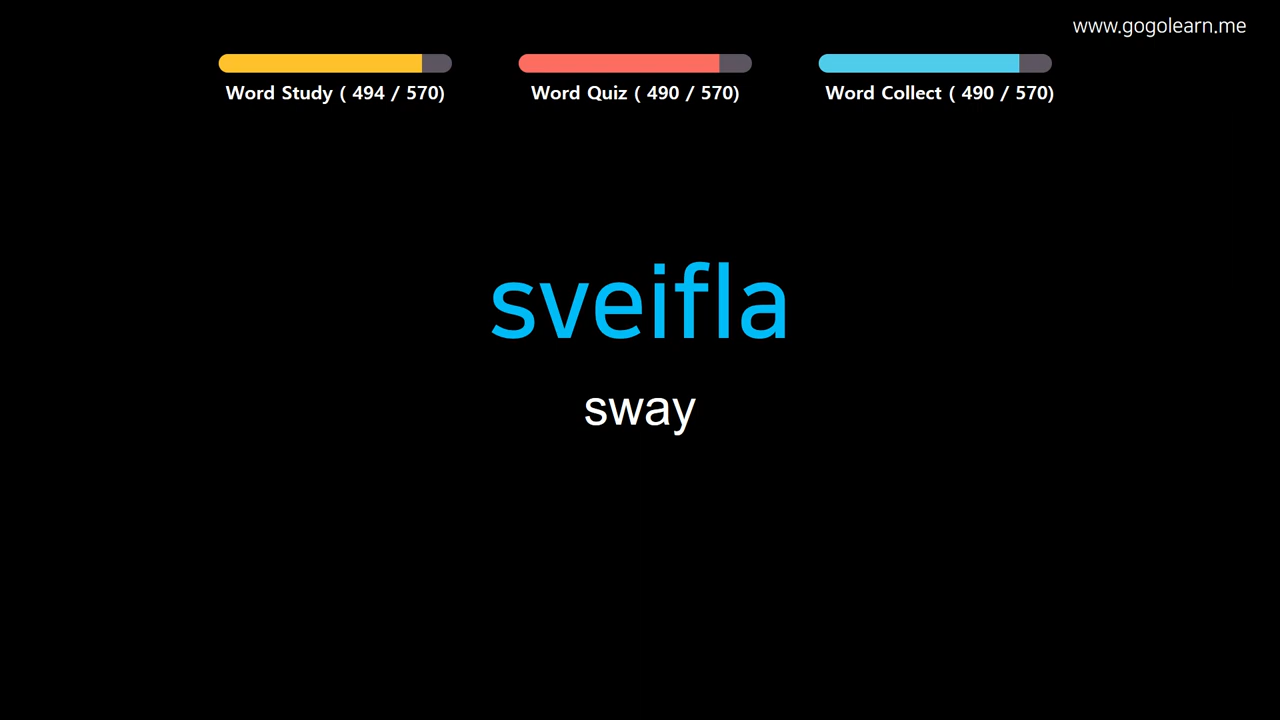 www.gogolearn.me
Word Study ( 494 / 570)
Word Quiz ( 490 / 570)
Word Collect ( 490 / 570)
sveifla
sway